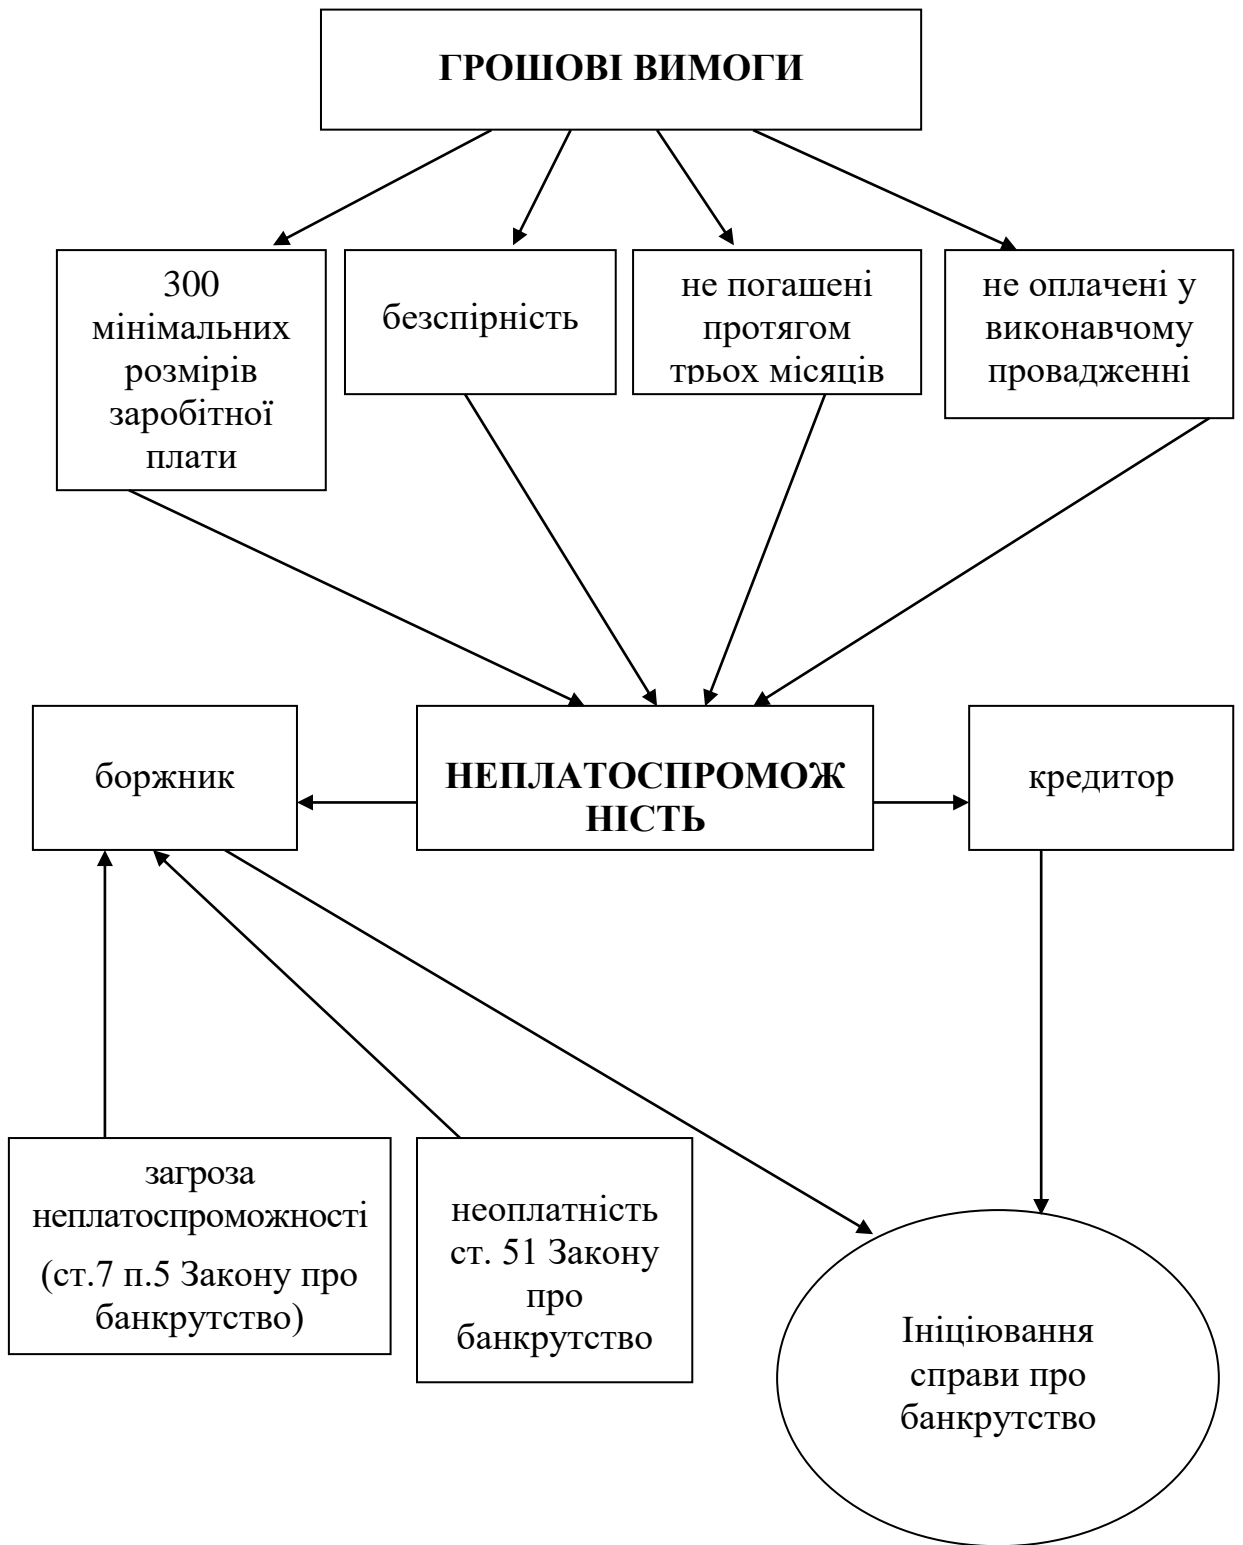 ГРОШОВІ ВИМОГИ
300
мінімальних
розмірів
заробітної
плати
безспірність
не погашені
протягом
трьох місяців
не оплачені у
виконавчому
провадженні
боржник
НЕПЛАТОСПРОМОЖ
НІСТЬ
кредитор
загроза
неплатоспроможності
(ст.7 п.5 Закону про
банкрутство)
неоплатність
ст. 51 Закону
про
банкрутство
Ініціювання
справи про
банкрутство